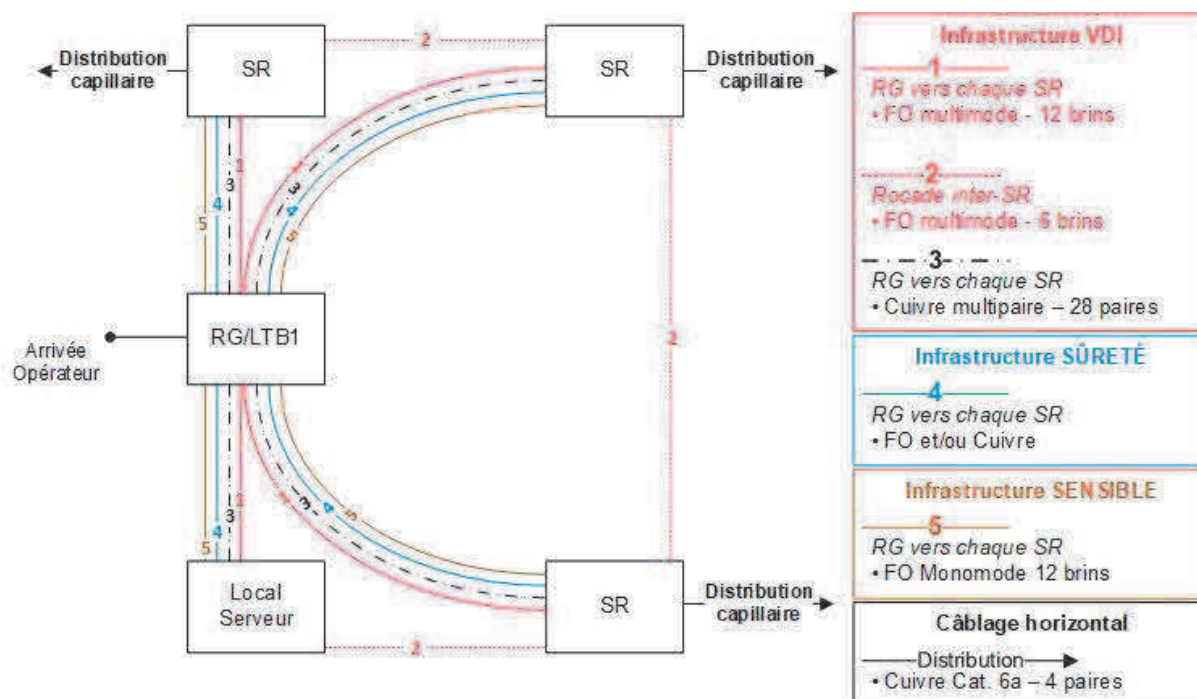 Distribution
capillaire
SR
2
SR
Distribution
capillaire
1
3
4
5
1
3
4
5
2
RG/LTB1
Arrivée
Opérateur
1
3
4
5
1
3
4
5
Local
Serveur
2
SR
Distribution
capillaire
Infrastructure VDI
1
RG vers chaque SR
• FO multimode - 12 brins
2
Rocade inter-SR
• FO multimode - 6 brins
3
RG vers chaque SR
• Cuivre multipaire – 28 paires
Infrastructure SÛRETÉ
4
RG vers chaque SR
• FO et/ou Cuivre
Infrastructure SENSIBLE
5
RG vers chaque SR
• FO Monomode 12 brins
Câblage horizontal
Distribution
• Cuivre Cat. 6a – 4 paires